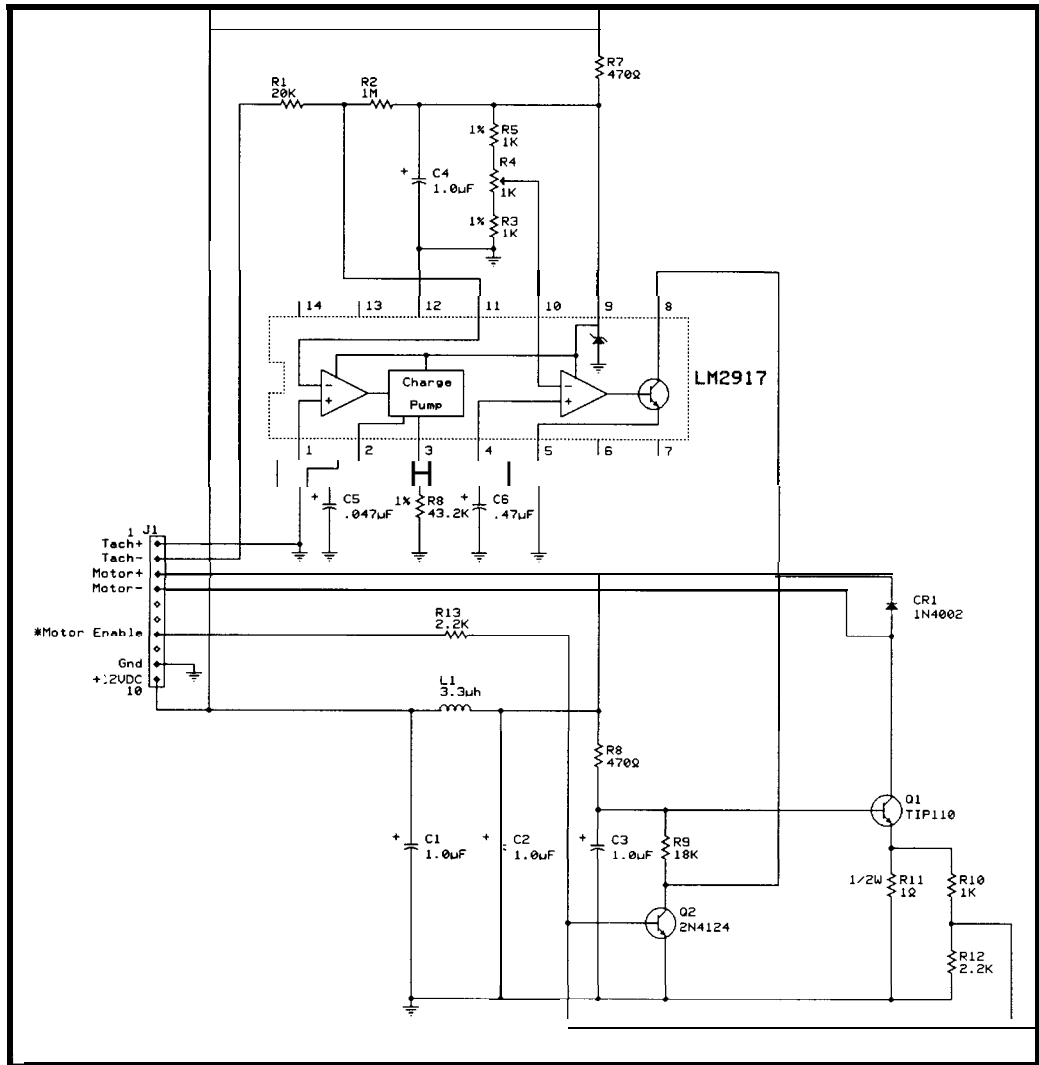 R7
470Ω
R1
20K
R2
1M
1% R5
1K
R4
1K
+ C4
1.0µF
1% R3
1K
14 13 12 11 10 9 8
LM2917
Charge
Pump
-
+
-
+
1 2 3 4 5 6 7
+ C5
.047µF
1% R8
43.2K
+ C6
.47µF
1 J1
Tach+
Tach-
Motor+
Motor-
*Motor Enable
Gnd
+12VDC
10
CR1
1N4002
R13
2.2K
L1
3.3µh
R8
470Ω
Q1
TIP110
+ C1
1.0µF
+ C2
1.0µF
+ C3
1.0µF
R9
18K
1/2W R11
1Ω
R10
1K
Q2
2N4124
R12
2.2K